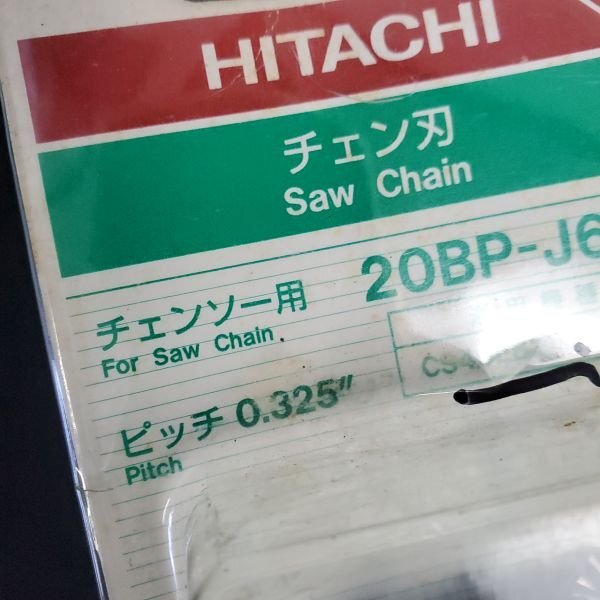 HITACHI
チェン刃
Saw Chain
チェンソー用 20BP-J6
For Saw Chain
ピッチ 0.325"
Pitch